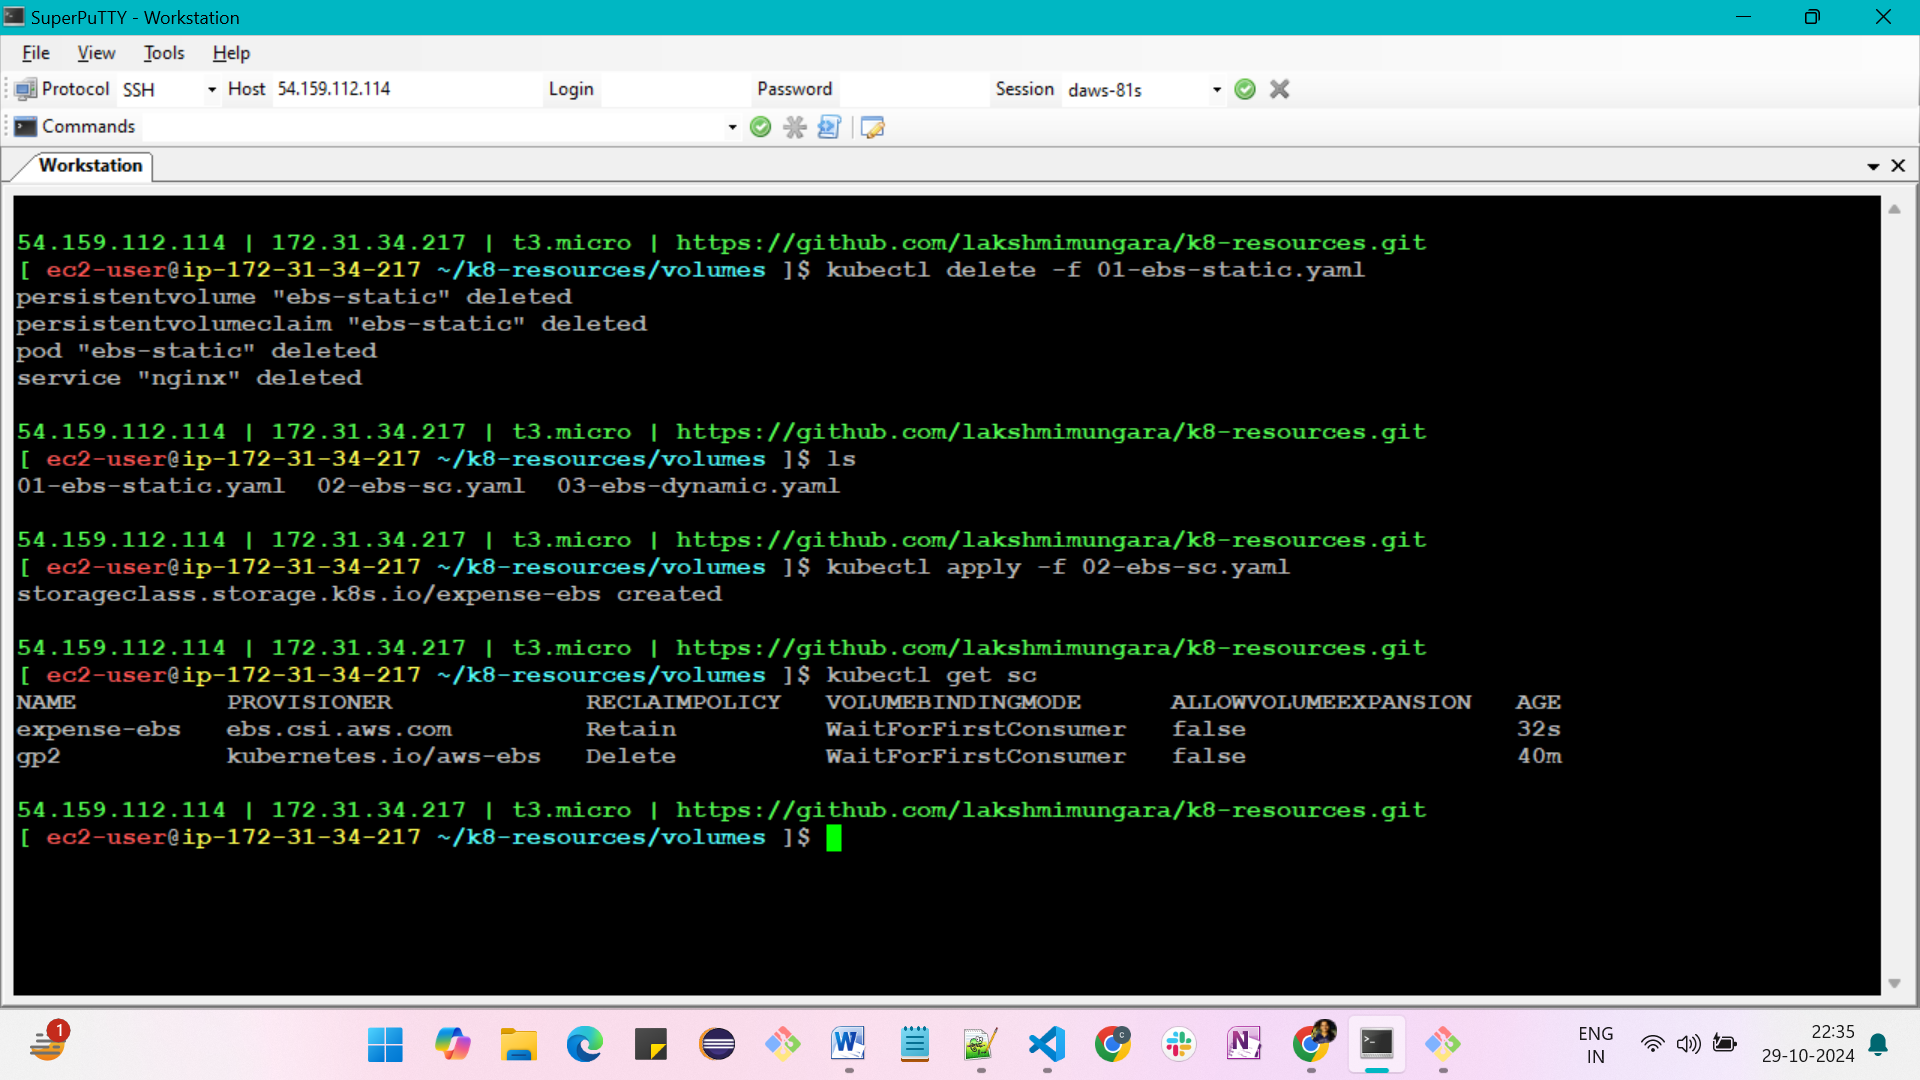 SuperPuTTY - Workstation
File View Tools Help
Protocol SSH Host 54.159.112.114 Login Password Session daws-81s
Commands
Workstation
54.159.112.114 | 172.31.34.217 | t3.micro | https://github.com/lakshmimungara/k8-resources.git
[ ec2-user@ip-172-31-34-217 ~/k8-resources/volumes ]$ kubectl delete -f 01-ebs-static.yaml
persistentvolume "ebs-static" deleted
persistentvolumeclaim "ebs-static" deleted
pod "ebs-static" deleted
service "nginx" deleted
54.159.112.114 | 172.31.34.217 | t3.micro | https://github.com/lakshmimungara/k8-resources.git
[ ec2-user@ip-172-31-34-217 ~/k8-resources/volumes ]$ ls
01-ebs-static.yaml 02-ebs-sc.yaml 03-ebs-dynamic.yaml
54.159.112.114 | 172.31.34.217 | t3.micro | https://github.com/lakshmimungara/k8-resources.git
[ ec2-user@ip-172-31-34-217 ~/k8-resources/volumes ]$ kubectl apply -f 02-ebs-sc.yaml
storageclass.storage.k8s.io/expense-ebs created
54.159.112.114 | 172.31.34.217 | t3.micro | https://github.com/lakshmimungara/k8-resources.git
[ ec2-user@ip-172-31-34-217 ~/k8-resources/volumes ]$ kubectl get sc
NAME PROVISIONER RECLAIMPOLICY VOLUMEBINDINGMODE ALLOWVOLUMEEXPANSION AGE
expense-ebs ebs.csi.aws.com Retain WaitForFirstConsumer false 32s
gp2 kubernetes.io/aws-ebs Delete WaitForFirstConsumer false 40m
54.159.112.114 | 172.31.34.217 | t3.micro | https://github.com/lakshmimungara/k8-resources.git
[ ec2-user@ip-172-31-34-217 ~/k8-resources/volumes ]$
1
ENG 22:35
IN 29-10-2024